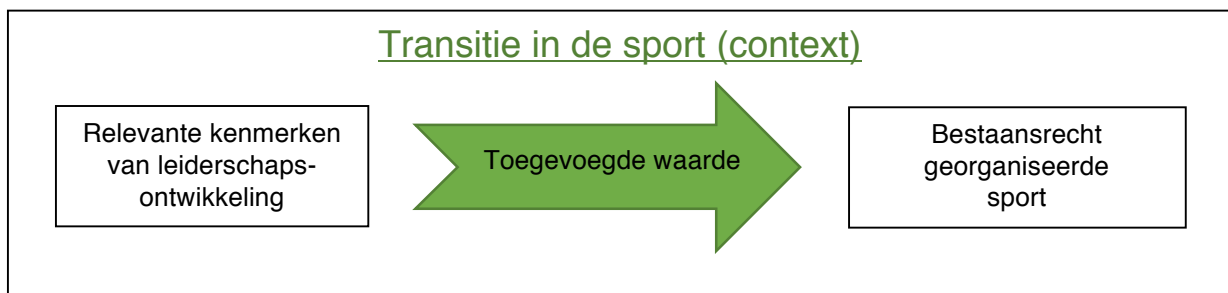 Transitie in de sport (context)
Relevante kenmerken
van leiderschaps-
ontwikkeling
Toegevoegde waarde
Bestaansrecht
georganiseerde
sport